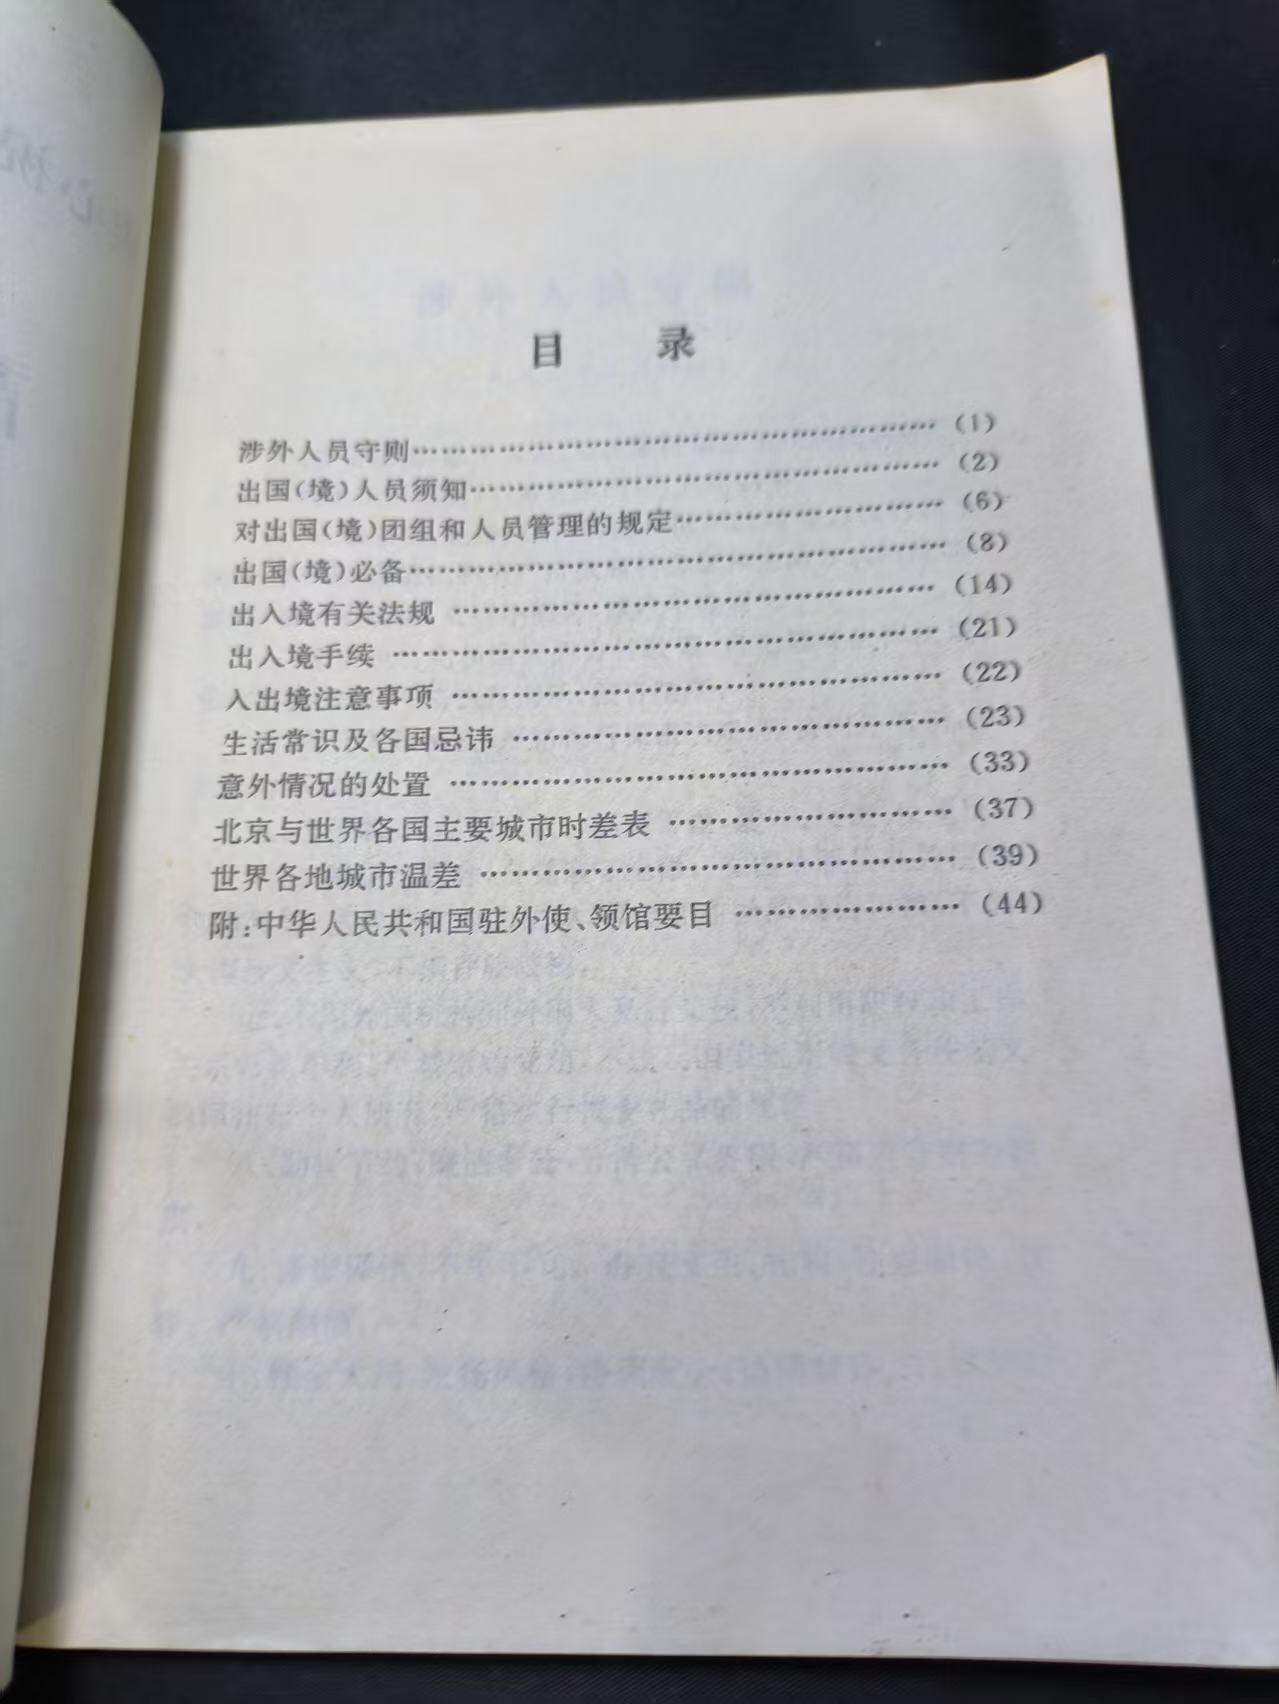 目 录
涉外人员守则……………………………………………(1)
出国(境)人员须知……………………………………………(2)
对出国(境)团组和人员管理的规定……………………………(6)
出国(境)必备……………………………………………(8)
出入境有关法规……………………………………………(14)
出入境手续……………………………………………(21)
入出境注意事项……………………………………………(22)
生活常识及各国忌讳……………………………………(23)
意外情况的处置……………………………………………(33)
北京与世界各国主要城市时差表…………………………(37)
世界各地城市温差………………………………………(39)
附:中华人民共和国驻外使、领馆要目……………………(44)